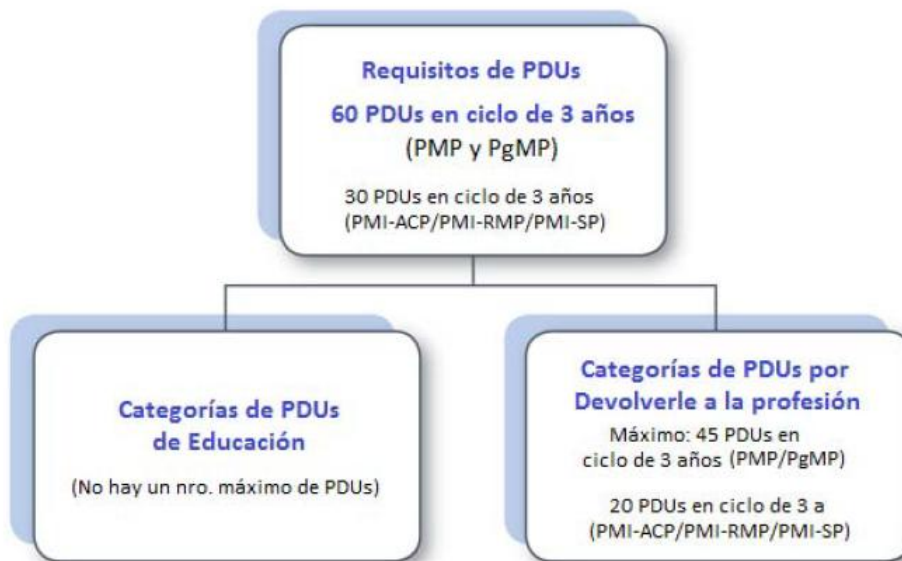 Requisitos de PDUs
60 PDUs en ciclo de 3 años
(PMP y PgMP)
30 PDUs en ciclo de 3 años
(PMI-ACP/PMI-RMP/PMI-SP)
Categorías de PDUs
de Educación
(No hay un nro. máximo de PDUs)
Categorías de PDUs por
Devolverle a la profesión
Máximo: 45 PDUs en
ciclo de 3 años (PMP/PgMP)
20 PDUs en ciclo de 3 a
(PMI-ACP/PMI-RMP/PMI-SP)